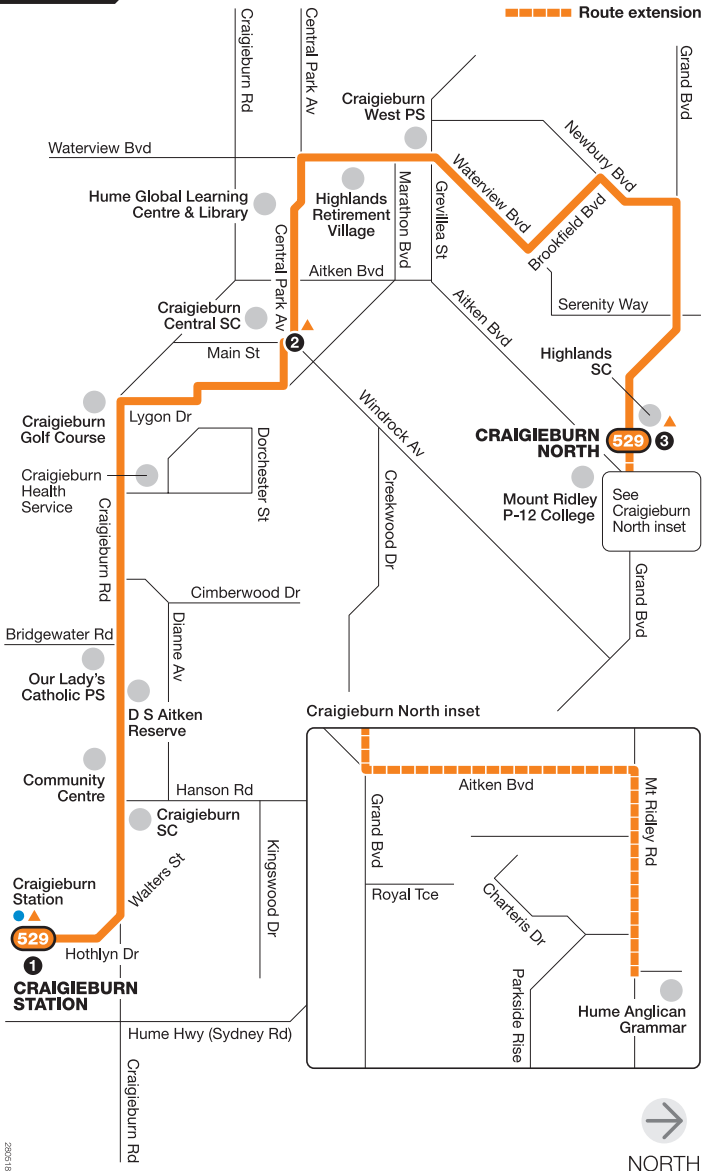 Route extension
Craigieburn Rd
Central Park Av
Grand Bvd
Craigieburn
West PS
Waterview Bvd
Newbury Bvd
Hume Global Learning
Centre & Library
Highlands
Retirement
Village
Marathon Bvd
Grevillea St
Waterview Bvd
Brookfield Bvd
Central Park Av
Aitken Bvd
Aitken Bvd
Serenity Way
Craigieburn
Central SC
Main St
2
Highlands
SC
Craigieburn
Golf Course
Lygon Dr
Windrock Av
CRAIGIEBURN
NORTH
529
3
Craigieburn
Health
Service
Dorchester St
Creekwood Dr
Mount Ridley
P-12 College
See
Craigieburn
North inset
Craigieburn Rd
Cimberwood Dr
Grand Bvd
Bridgewater Rd
Dianne Av
Our Lady's
Catholic PS
D S Aitken
Reserve
Craigieburn North inset
Community
Centre
Hanson Rd
Craigieburn
SC
Kingswood Dr
Walters St
Aitken Bvd
Grand Bvd
Mt Ridley Rd
Royal Tce
Charteris Dr
Parkside Rise
Hume Anglican
Grammar
Craigieburn
Station
529
Hothlyn Dr
1
CRAIGIEBURN
STATION
Hume Hwy (Sydney Rd)
Craigieburn Rd
NORTH
280518